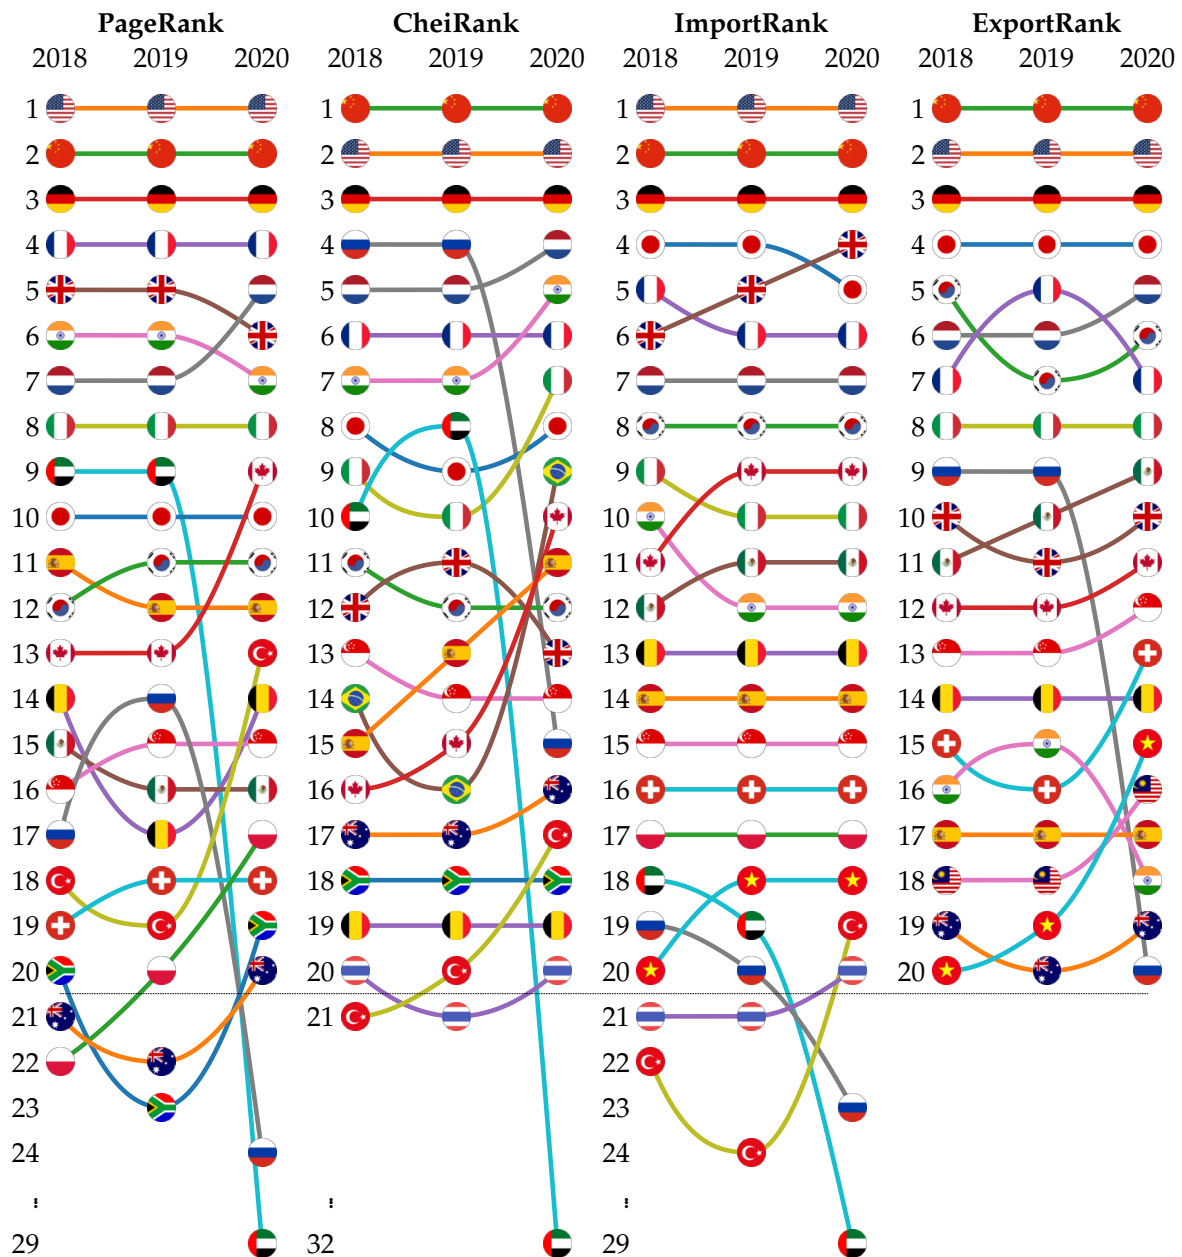 PageRank CheiRank ImportRank ExportRank
2018 2019 2020 2018 2019 2020 2018 2019 2020 2018 2019 2020
1 1 1 1
2 2 2 2
3 3 3 3
4 4 4 4
5 5 5 5
6 6 6 6
7 7 7 7
8 8 8 8
9 9 9 9
10 10 10 10
11 11 11 11
12 12 12 12
13 13 13 13
14 14 14 14
15 15 15 15
16 16 16 16
17 17 17 17
18 18 18 18
19 19 19 19
20 20 20 20
21 21 21
22 22
23 23
24 24
⋮ ⋮ ⋮
29 32 29